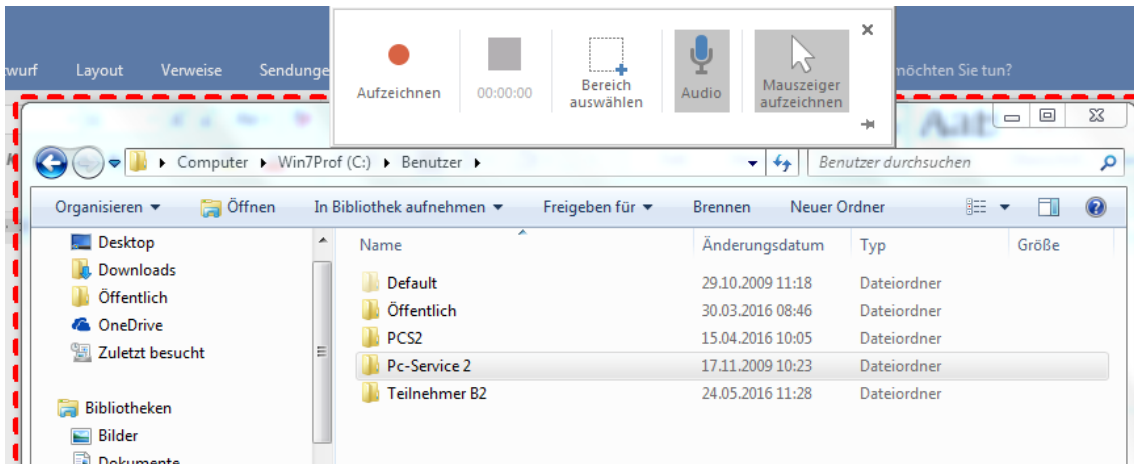 Layout Verweise Sendunge
möchten Sie tun?
Aufzeichnen
00:00:00
Bereich
auswählen
Audio
Mauszeiger
aufzeichnen
Computer Win7Prof (C:) Benutzer
Benutzer durchsuchen
Organisieren Öffnen In Bibliothek aufnehmen Freigeben für Brennen Neuer Ordner
Desktop
Downloads
Öffentlich
OneDrive
Zuletzt besucht
Bibliotheken
Bilder
Dokumente
Name Änderungsdatum Typ Größe
Default 29.10.2009 11:18 Dateiordner
Öffentlich 30.03.2016 08:46 Dateiordner
PCS2 15.04.2016 10:05 Dateiordner
Pc-Service 2 17.11.2009 10:23 Dateiordner
Teilnehmer B2 24.05.2016 11:28 Dateiordner